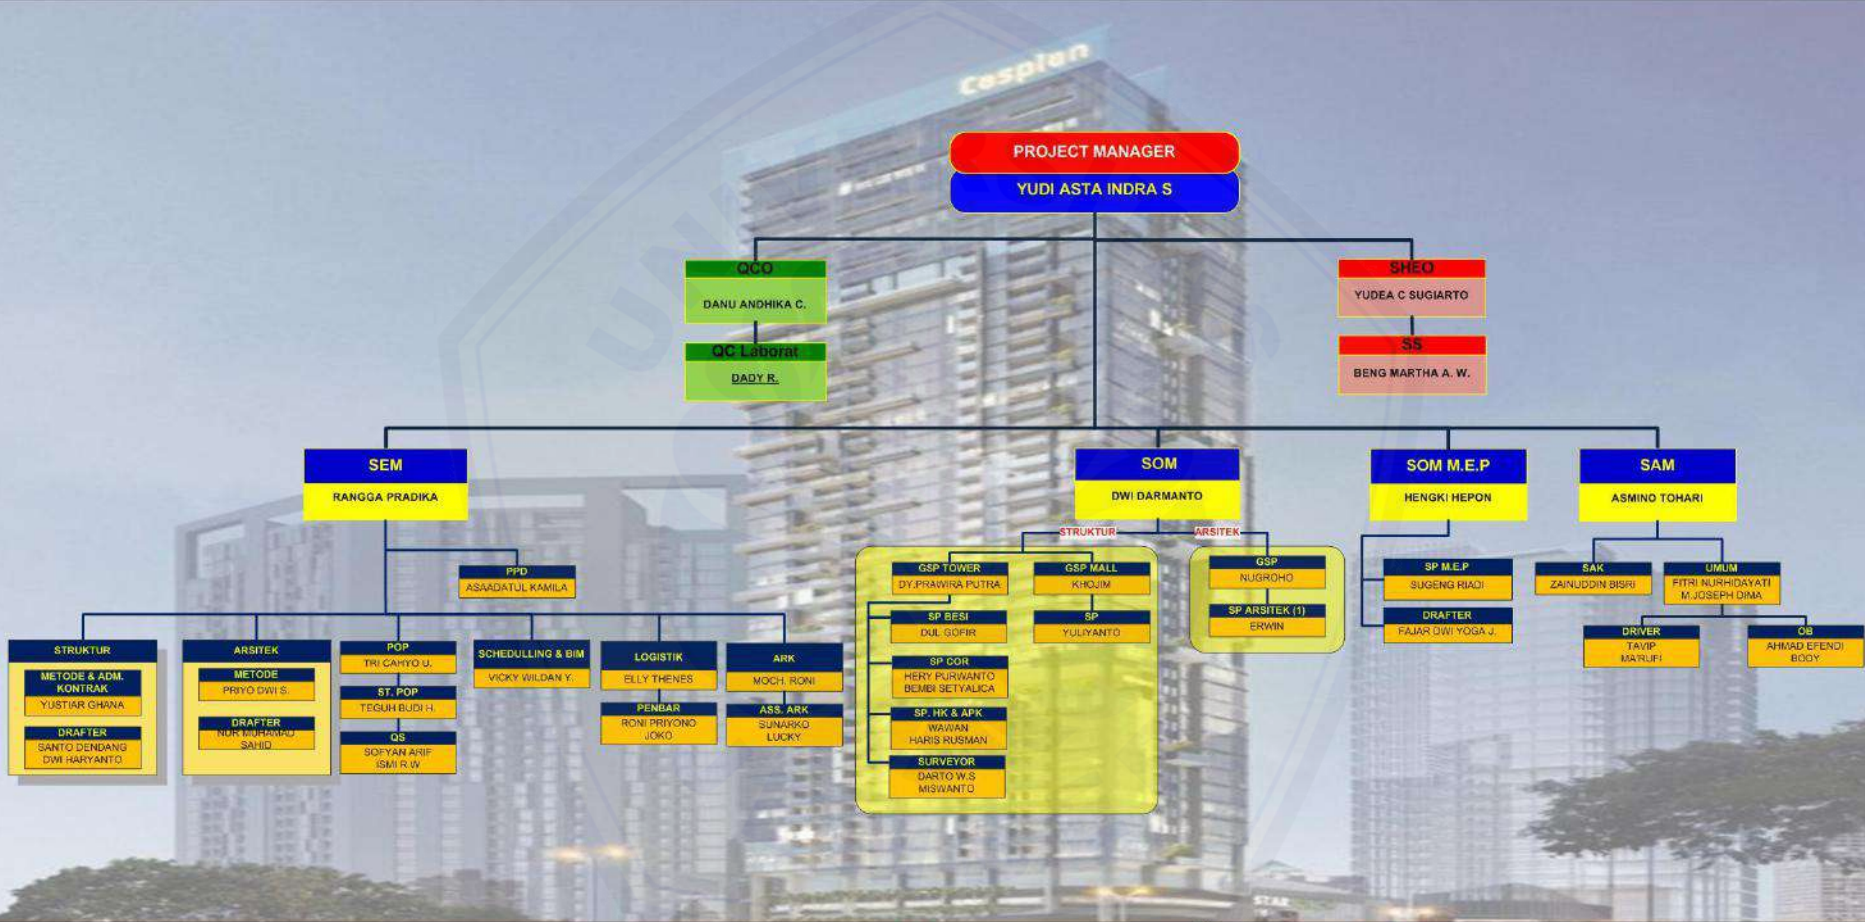 Caspian
PROJECT MANAGER
YUDI ASTA INDRA S
QCO
DANU ANDHIKA C.
QC Laborat
DADY R.
SHEO
YUDEA C SUGIARTO
SS
BENG MARTHA A. W.
SEM
RANGGA PRADIKA
SOM
DWI DARMANTO
SOM M.E.P
HENGKI HEPON
SAM
ASMINO TOHARI
PPD
ASAADATUL KAMILA
STRUKTUR
METODE & ADM.
KONTRAK
YUSTIAR GHANA
DRAFTER
SANTO DENDANG
DWI HARYANTO
ARSITEK
METODE
PRIYO DWI S.
DRAFTER
NUR MUHAMAD
SAHID
POP
TRI CAHYO U.
ST. POP
TEGUH BUDI H.
QS
SOFYAN ARIF
ISMI R.W
SCHEDULLING & BIM
VICKY WILDAN Y.
LOGISTIK
ELLY THENES
PENBAR
RONI PRIYONO
JOKO
ARK
MOCH. RONI
ASS. ARK
SUNARKO
LUCKY
STRUKTUR
ARSITEK
GSP TOWER
DY.PRAWIRA PUTRA
SP BESI
DUL GOFIR
SP COR
HERY PURWANTO
BEMBI SETYALICA
SP. HK & APK
WAWAN
HARIS RUSMAN
SURVEYOR
DARTO W.S
MISWANTO
GSP MALL
KHOJIM
SP
YULIYANTO
GSP
NUGROHO
SP ARSITEK (1)
ERWIN
SP M.E.P
SUGENG RIADI
DRAFTER
FAJAR DWI YOGA J.
SAK
ZAINUDDIN BISRI
UMUM
FITRI NURHIDAYATI
M.JOSEPH DIMA
DRIVER
TAVIP
MA'RUFI
OB
AHMAD EFENDI
BODY
STAR